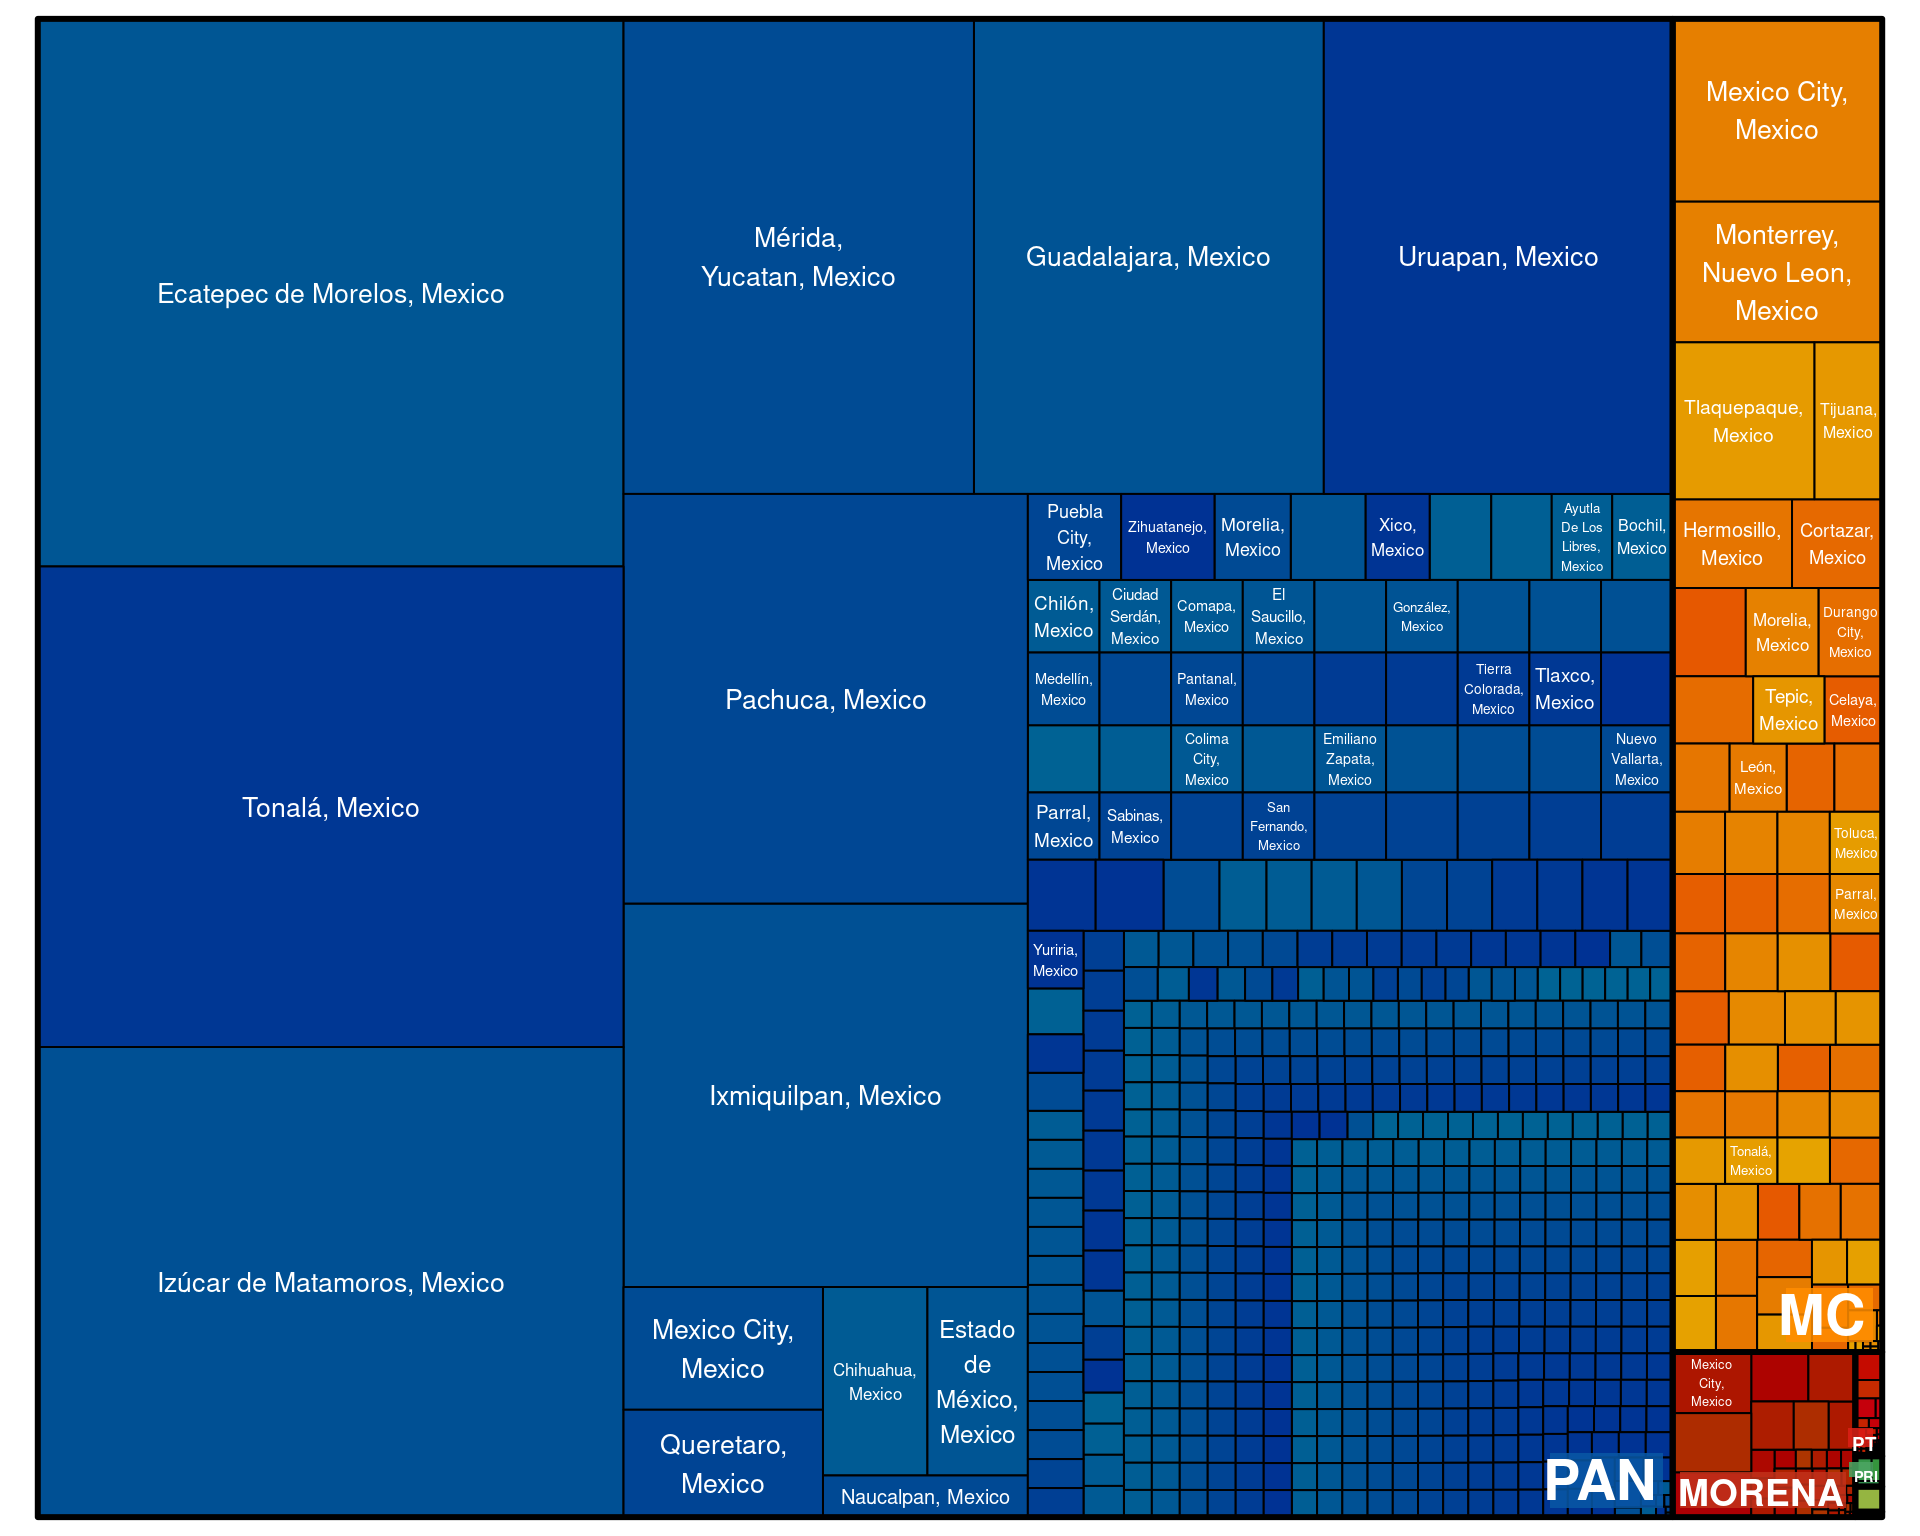 Ecatepec de Morelos, Mexico
Tonalá, Mexico
Izúcar de Matamoros, Mexico
Mérida,
Yucatan, Mexico
Guadalajara, Mexico
Uruapan, Mexico
Pachuca, Mexico
Ixmiquilpan, Mexico
Mexico City,
Mexico
Queretaro,
Mexico
Chihuahua,
Mexico
Estado
de
México,
Mexico
Naucalpan, Mexico
Puebla
City,
Mexico
Zihuatanejo,
Mexico
Morelia,
Mexico
Xico,
Mexico
Ayutla
De Los
Libres,
Mexico
Bochil,
Mexico
Chilón,
Mexico
Ciudad
Serdán,
Mexico
Comapa,
Mexico
El
Saucillo,
Mexico
González,
Mexico
Medellín,
Mexico
Pantanal,
Mexico
Tierra
Colorada,
Mexico
Tlaxco,
Mexico
Colima
City,
Mexico
Emiliano
Zapata,
Mexico
Nuevo
Vallarta,
Mexico
Parral,
Mexico
Sabinas,
Mexico
San
Fernando,
Mexico
Yuriria,
Mexico
PAN
Mexico City,
Mexico
Monterrey,
Nuevo Leon,
Mexico
Tlaquepaque,
Mexico
Tijuana,
Mexico
Hermosillo,
Mexico
Cortazar,
Mexico
Morelia,
Mexico
Durango
City,
Mexico
Tepic,
Mexico
Celaya,
Mexico
León,
Mexico
Toluca,
Mexico
Parral,
Mexico
Tonalá,
Mexico
MC
Mexico
City,
Mexico
MORENA
PT
PRI